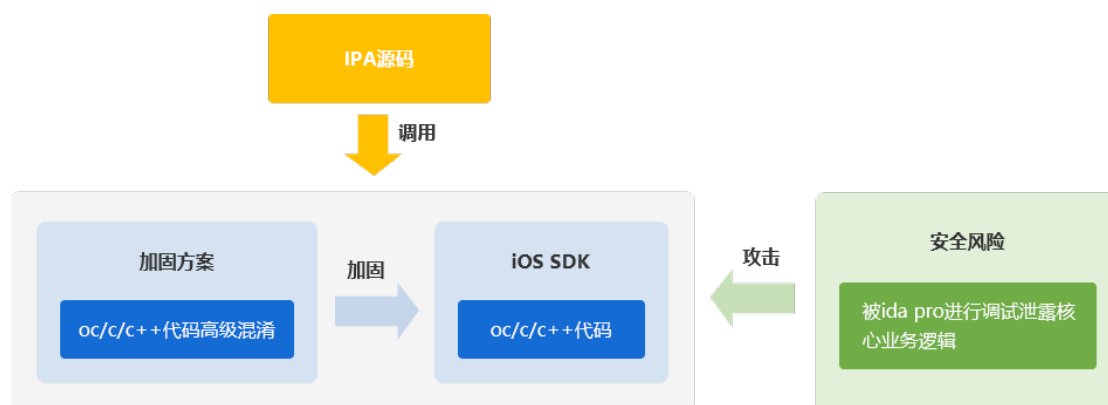 IPA源码
调用
加固方案
oc/c/c++代码高级混淆
加固
iOS SDK
oc/c/c++代码
攻击
安全风险
被ida pro进行调试泄露核
心业务逻辑